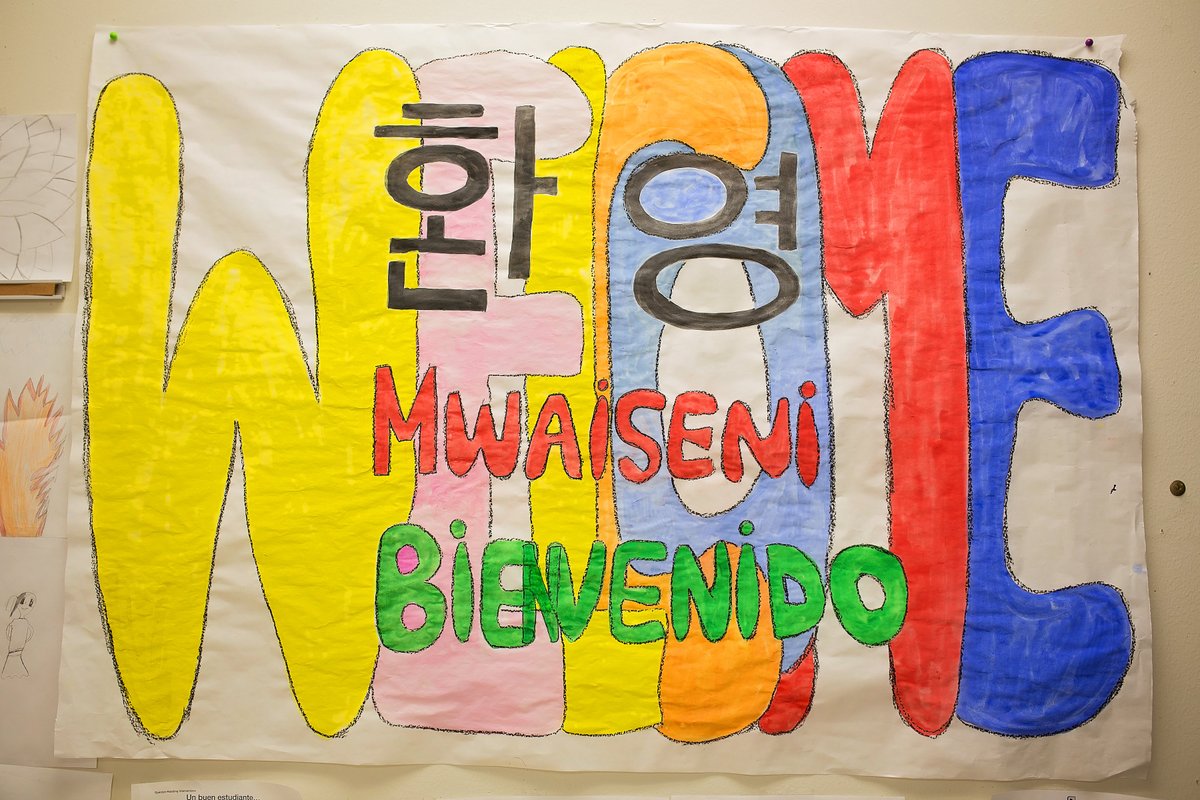 WELCOME
환영
MWAISENI
BIENVENIDO
Un buen estudiante...